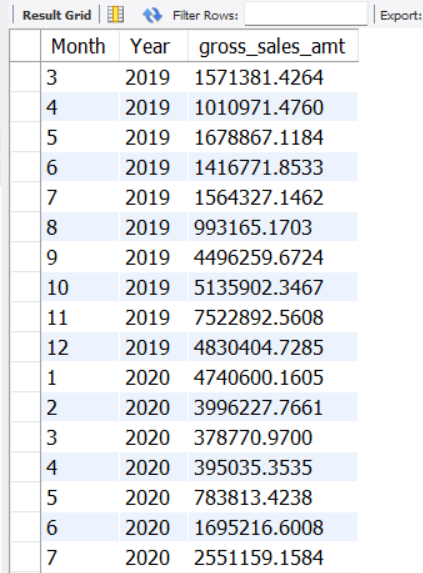 Result Grid Filter Rows: Export:
Month Year gross_sales_amt
3 2019 1571381.4264
4 2019 1010971.4760
5 2019 1678867.1184
6 2019 1416771.8533
7 2019 1564327.1462
8 2019 993165.1703
9 2019 4496259.6724
10 2019 5135902.3467
11 2019 7522892.5608
12 2019 4830404.7285
1 2020 4740600.1605
2 2020 3996227.7661
3 2020 378770.9700
4 2020 395035.3535
5 2020 783813.4238
6 2020 1695216.6008
7 2020 2551159.1584